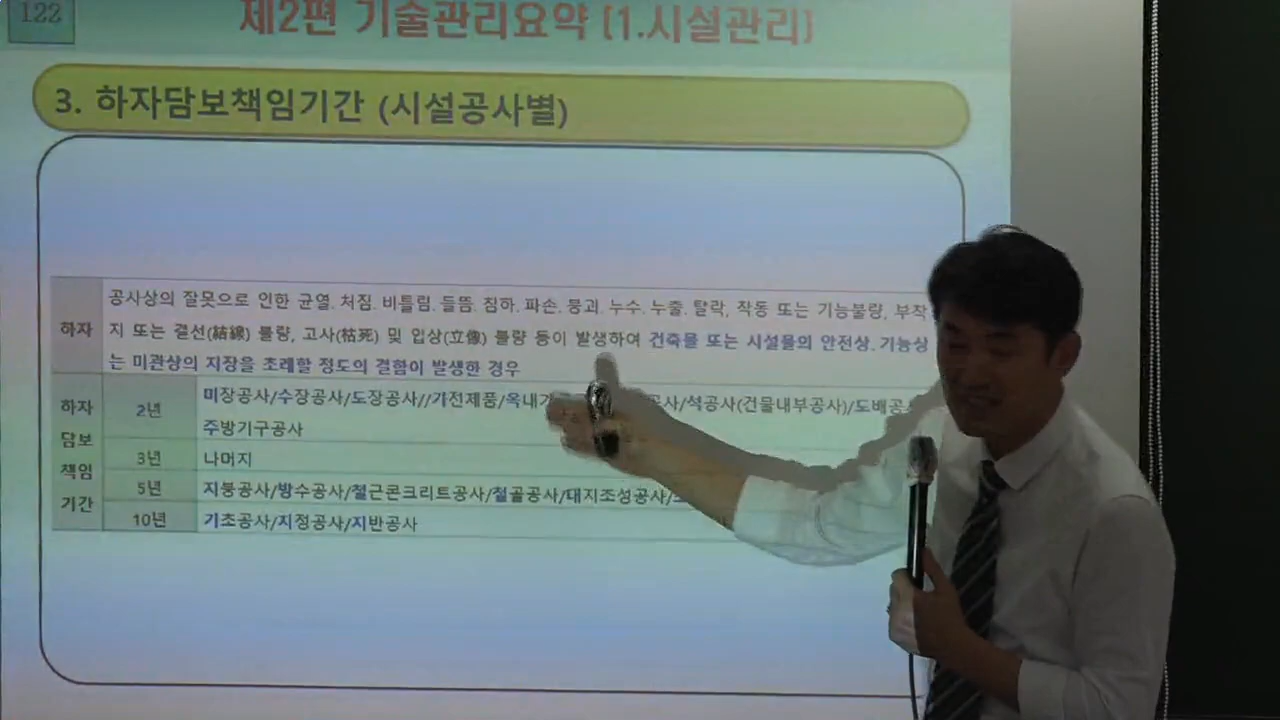 122
제2편 기술관리요약 (1.시설관리)
3. 하자담보책임기간 (시설공사별)
하자
공사상의 잘못으로 인한 균열. 처짐. 비틀림. 들뜸. 침하. 파손. 붕괴. 누수. 누출. 탈락, 작동 또는 기능불량, 부착
지 또는 결선(結線) 불량, 고사(枯死) 및 입상(立像) 불량 등이 발생하여 건축물 또는 시설물의 안전상. 기능상
는 미관상의 지장을 초래할 정도의 결함이 발생한 경우
하자
담보
책임
기간
2년
미장공사/수장공사/도장공사//가전제품/옥내가 공사/석공사(건물내부공사)/도배공
주방기구공사
3년
나머지
5년
지붕공사/방수공사/철근콘크리트공사/철골공사/대지조성공사/
10년
기초공사/지정공사/지반공사